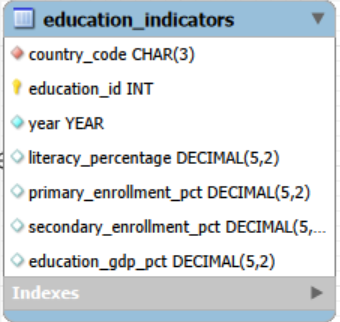 education_indicators
country_code CHAR(3)
education_id INT
year YEAR
literacy_percentage DECIMAL(5,2)
primary_enrollment_pct DECIMAL(5,2)
secondary_enrollment_pct DECIMAL(5,...
education_gdp_pct DECIMAL(5,2)
Indexes